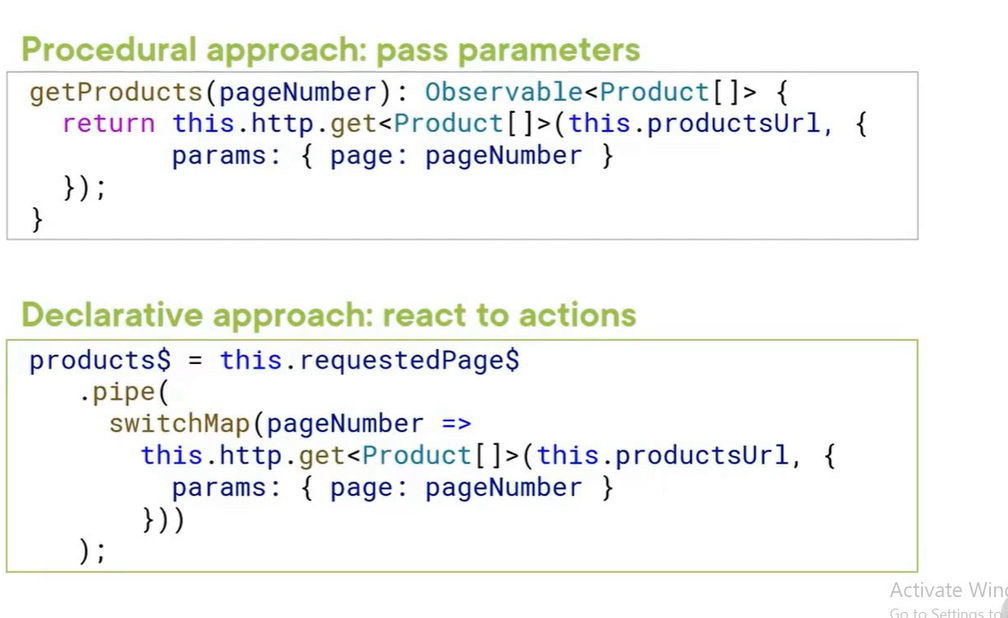 Procedural approach: pass parameters
getProducts(pageNumber): Observable<Product[]> {
  return this.http.get<Product[]>(this.productsUrl, {
         params: { page: pageNumber }
  });
}
Declarative approach: react to actions
products$ = this.requestedPage$
   .pipe(
     switchMap(pageNumber =>
       this.http.get<Product[]>(this.productsUrl, {
         params: { page: pageNumber }
       }))
   );
Activate Win
Go to Settings to